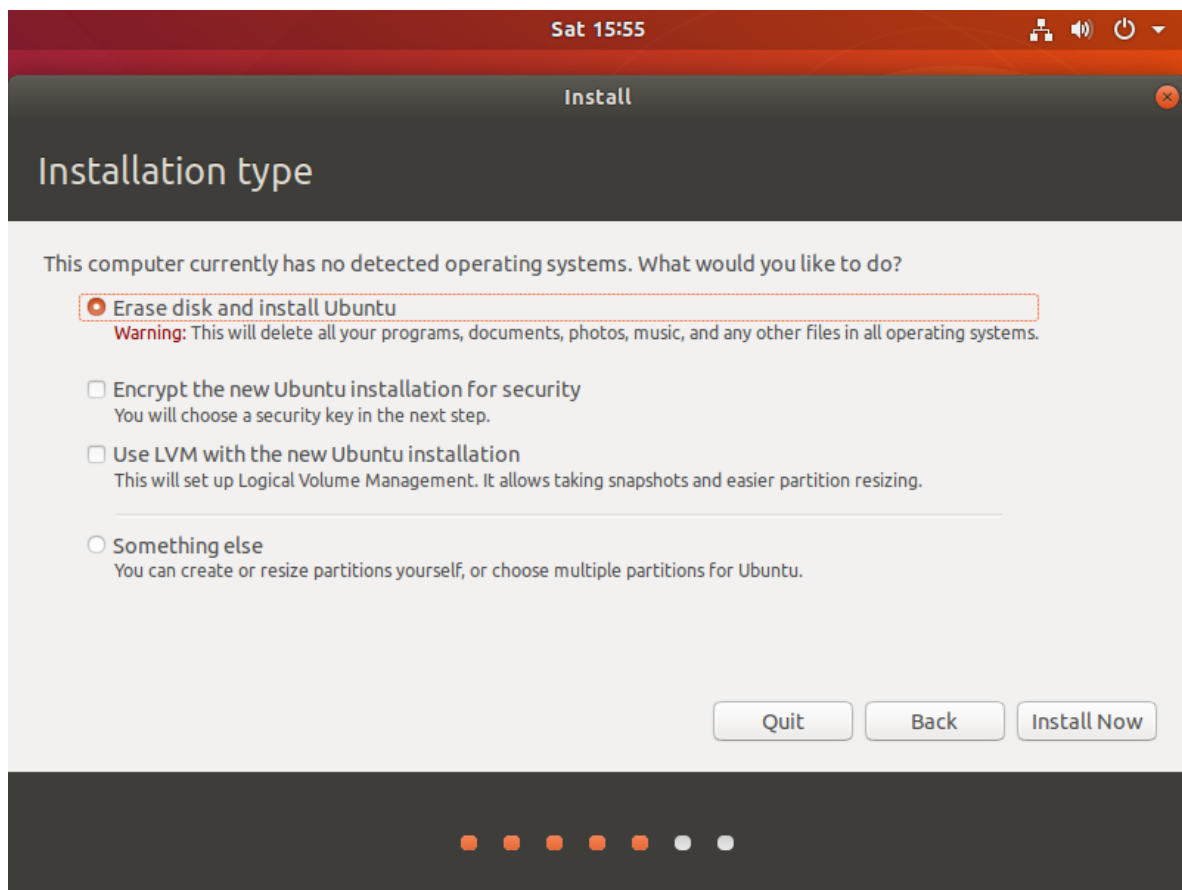 Sat 15:55
Install
Installation type
This computer currently has no detected operating systems. What would you like to do?
Erase disk and install Ubuntu
Warning: This will delete all your programs, documents, photos, music, and any other files in all operating systems.
Encrypt the new Ubuntu installation for security
You will choose a security key in the next step.
Use LVM with the new Ubuntu installation
This will set up Logical Volume Management. It allows taking snapshots and easier partition resizing.
Something else
You can create or resize partitions yourself, or choose multiple partitions for Ubuntu.
Quit Back Install Now